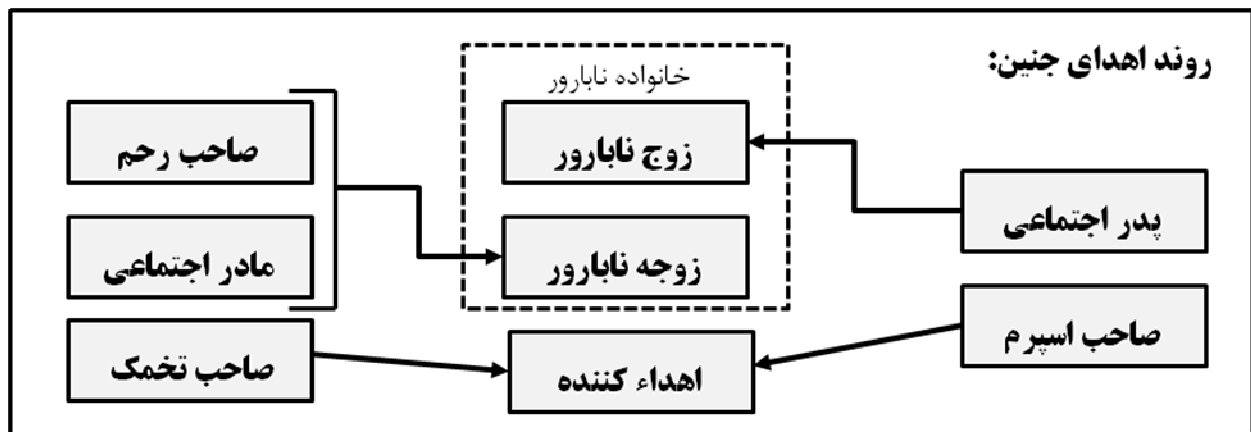 روند اهدای جنین:
خانواده نابارور
صاحب رحم
زوج نابارور
پدر اجتماعی
مادر اجتماعی
زوجه نابارور
صاحب اسپرم
صاحب تخمک
اهداء کننده